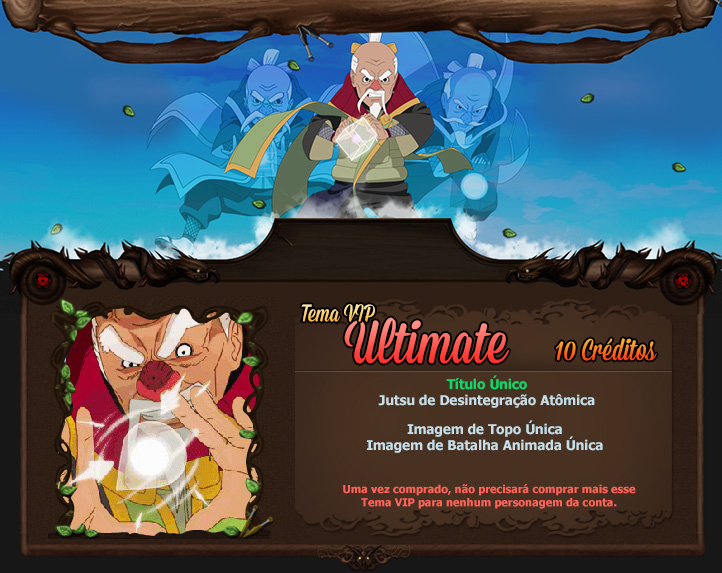 Tema VIP
Ultimate
10 Créditos
Título Único
Jutsu de Desintegração Atômica
Imagem de Topo Única
Imagem de Batalha Animada Única
Uma vez comprado, não precisará comprar mais esse
Tema VIP para nenhum personagem da conta.